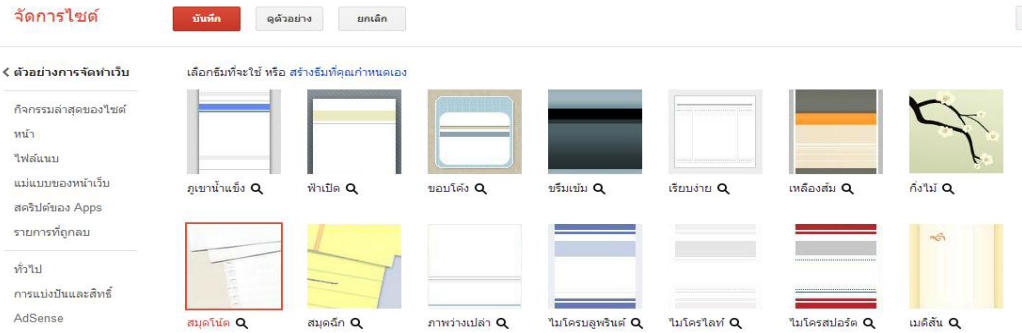 จัดการไซต์
บันทึก ดูตัวอย่าง ยกเลิก
ตัวอย่างการจัดทำเว็บ
เลือกธีมที่จะใช้ หรือ สร้างธีมที่คุณกำหนดเอง
กิจกรรมล่าสุดของไซต์
หน้า
ไฟล์แนบ
แม่แบบของหน้าเว็บ
สคริปต์ของ Apps
รายการที่ถูกลบ
ทั่วไป
การแบ่งปันและสิทธิ์
AdSense
ภูเขาน้ำแข็ง ฟ้าเปิด ขอบโค้ง ขรึมเข้ม เรียบง่าย เหลืองส้ม กิ่งไม้
สมุดโน้ต สมุดฉีก ภาพว่างเปล่า ไมโครบลูพรินต์ ไมโครไลท์ ไมโครสปอร์ต เมดิสัน